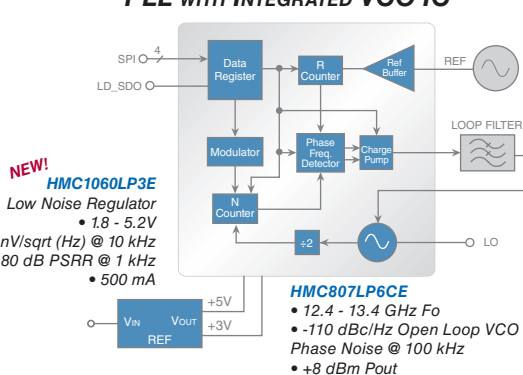 PLL WITH INTEGRATED VCO IC
SPI
4
LD_SDO
Data
Register
R
Counter
Ref
Buffer
REF
LOOP FILTER
Modulator
Phase
Freq.
Detector
Charge
Pump
N
Counter
÷2
LO
NEW!
HMC1060LP3E
Low Noise Regulator
• 1.8 - 5.2V
nV/sqrt (Hz) @ 10 kHz
80 dB PSRR @ 1 kHz
• 500 mA
+5V
+3V
VIN
VOUT
REF
HMC807LP6CE
• 12.4 - 13.4 GHz Fo
• -110 dBc/Hz Open Loop VCO
Phase Noise @ 100 kHz
• +8 dBm Pout